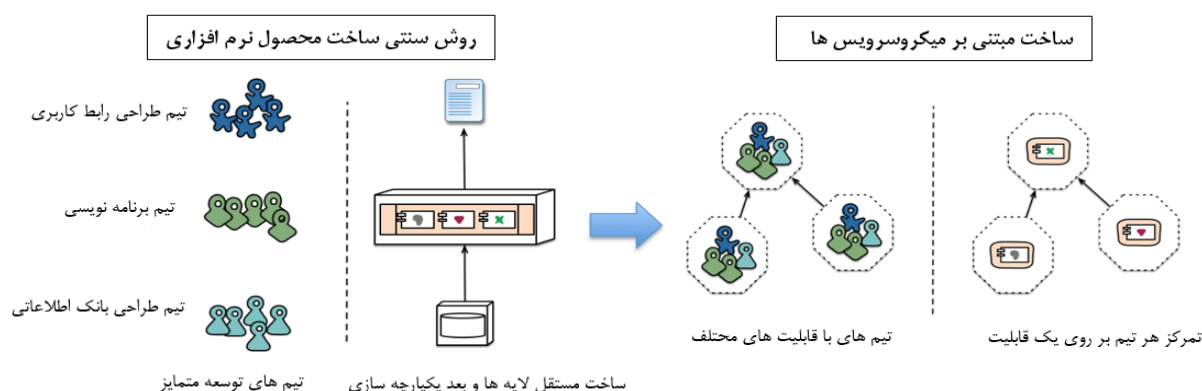 روش سنتی ساخت محصول نرم افزاری
تیم طراحی رابط کاربری
تیم برنامه نویسی
تیم طراحی بانک اطلاعاتی
تیم های توسعه متمایز
ساخت مستقل لایه ها و بعد یکپارچه سازی
ساخت مبتنی بر میکروسرویس ها
تیم های با قابلیت های مختلف
تمرکز هر تیم بر روی یک قابلیت